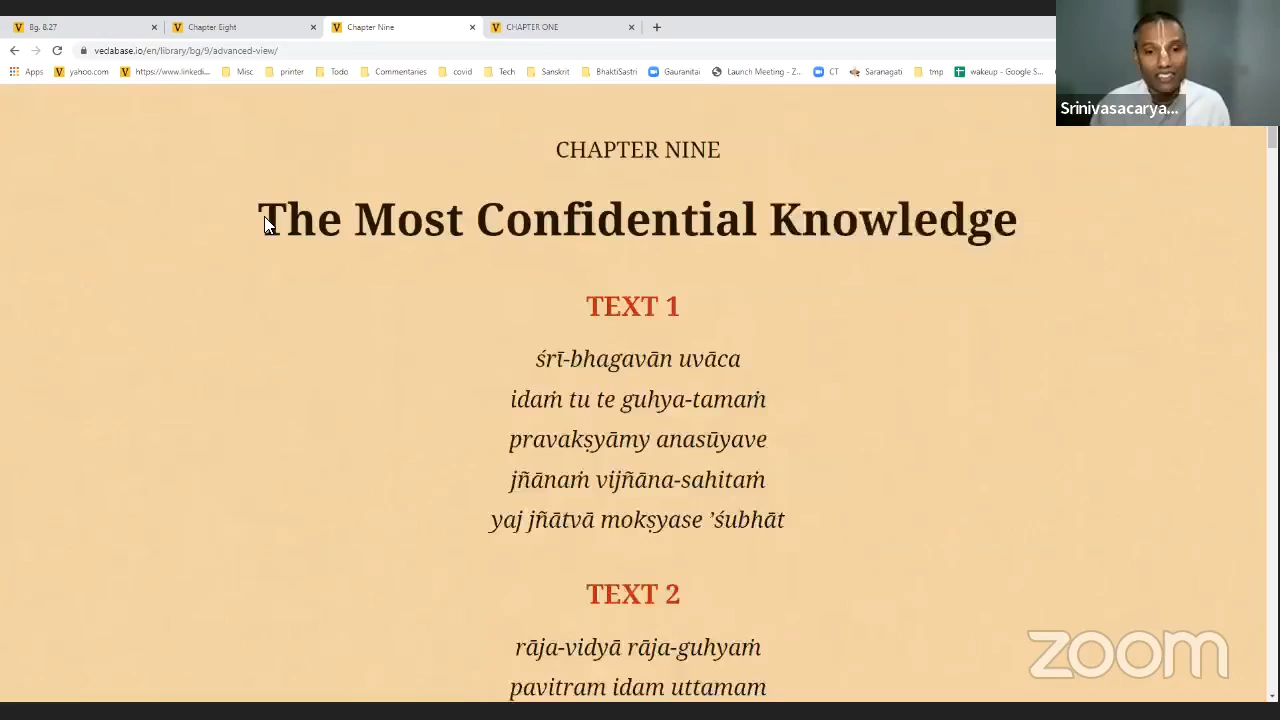 Bg. 8.27
Chapter Eight
Chapter Nine
CHAPTER ONE
vedabase.io/en/library/bg/9/advanced-view/
Apps yahoo.com https://www.linkedi... Misc printer Todo Commentaries covid Tech Sanskrit BhaktiSastri Gauranitai Launch Meeting - Z... CT Saranagati tmp wakeup - Google S...
Srinivasacarya...
CHAPTER NINE
The Most Confidential Knowledge
TEXT 1
śrī-bhagavān uvāca
idaṁ tu te guhya-tamaṁ
pravakṣyāmy anasūyave
jñānaṁ vijñāna-sahitaṁ
yaj jñātvā mokṣyase ’śubhāt
TEXT 2
rāja-vidyā rāja-guhyaṁ
pavitram idam uttamam
zoom